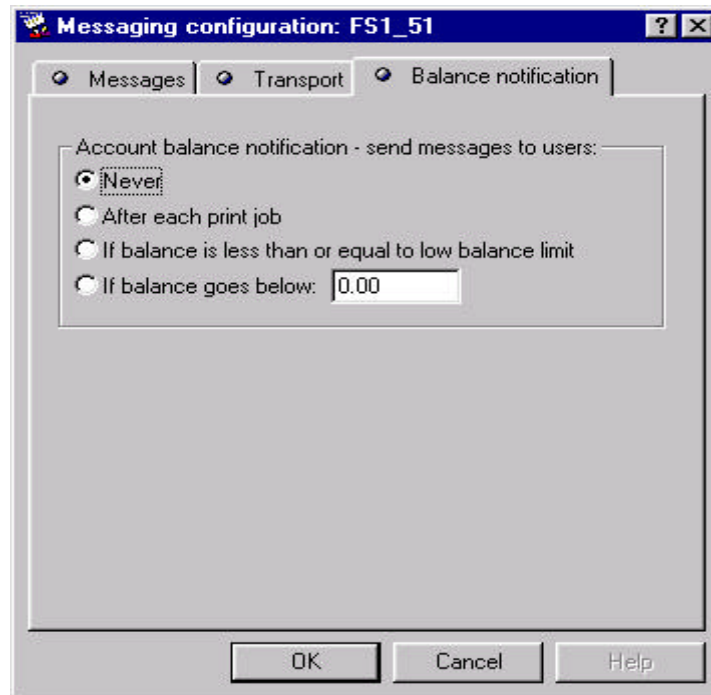 Messaging configuration: FS1_51
Messages Transport Balance notification
Account balance notification - send messages to users:
Never
After each print job
If balance is less than or equal to low balance limit
If balance goes below: 0.00
OK Cancel Help